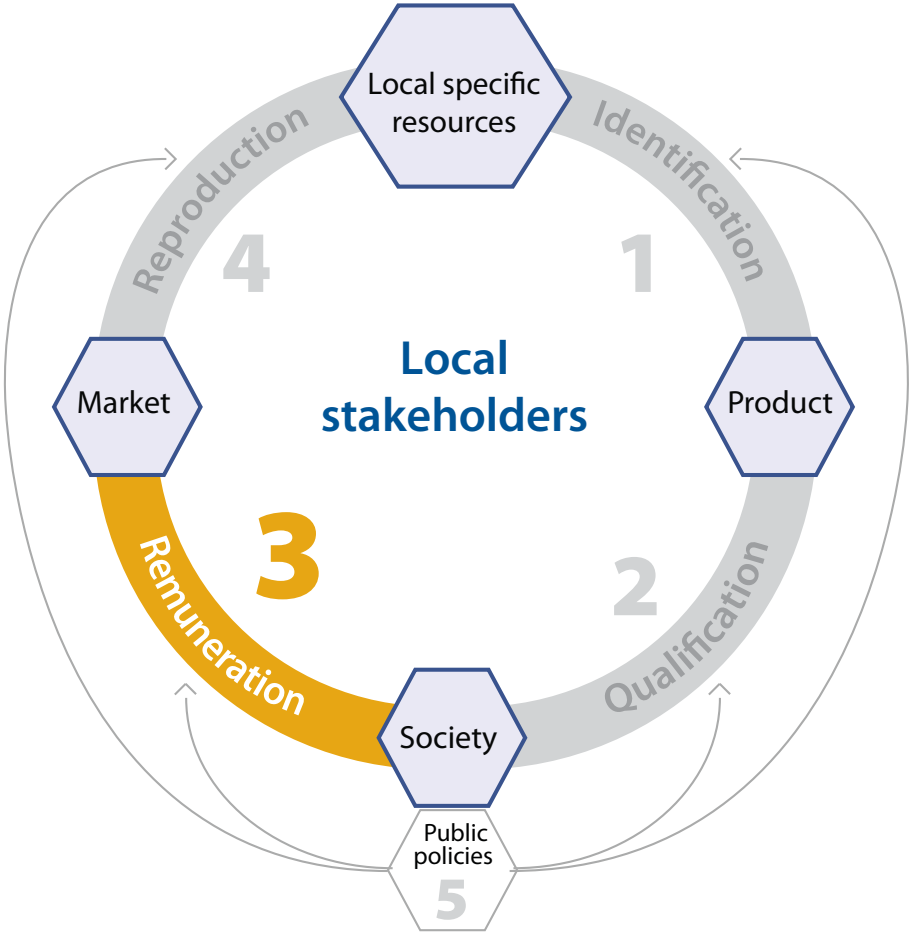 Local specific
resources
Identification
1
Product
Qualification
2
Society
Remuneration
3
Market
Reproduction
4
Local
stakeholders
Public
policies
5